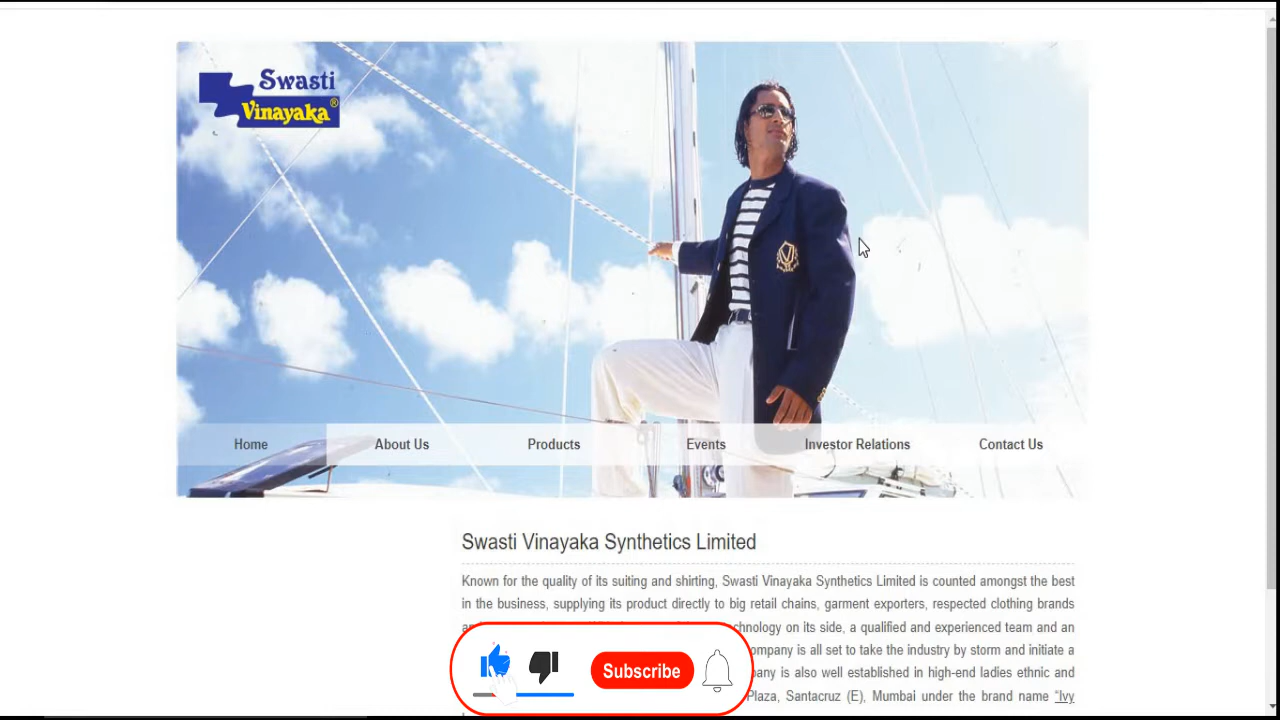 Swasti
Vinayaka®
Home About Us Products Events Investor Relations Contact Us
Swasti Vinayaka Synthetics Limited
Known for the quality of its suiting and shirting, Swasti Vinayaka Synthetics Limited is counted amongst the best
in the business, supplying its product directly to big retail chains, garment exporters, respected clothing brands
technology on its side, a qualified and experienced team and an
company is all set to take the industry by storm and initiate a
company is also well established in high-end ladies ethnic and
Plaza, Santacruz (E), Mumbai under the brand name "Ivy
Subscribe